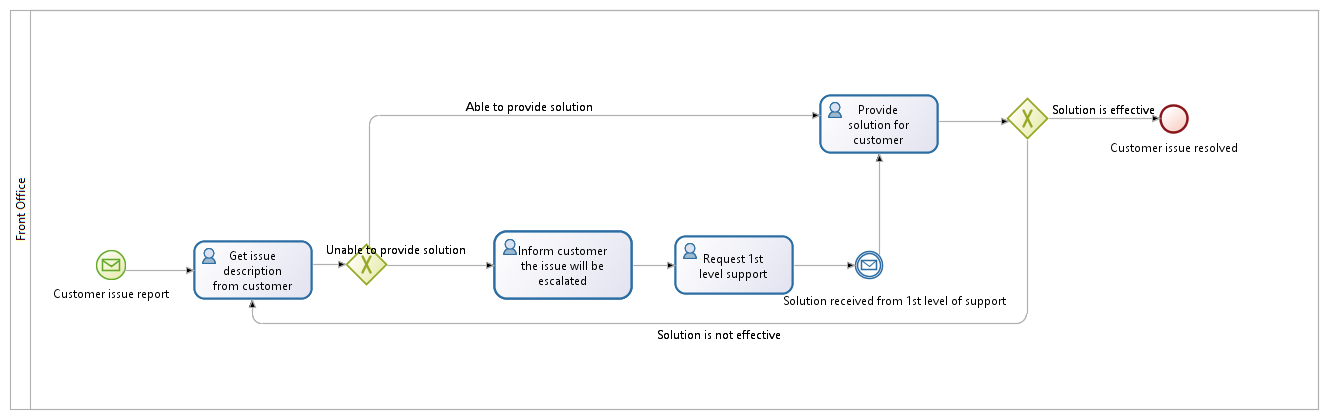 Front Office
Customer issue report
Get issue
description
from customer
Unable to provide solution
Able to provide solution
Inform customer
the issue will be
escalated
Request 1st
level support
Solution received from 1st level of support
Provide
solution for
customer
Solution is effective
Customer issue resolved
Solution is not effective